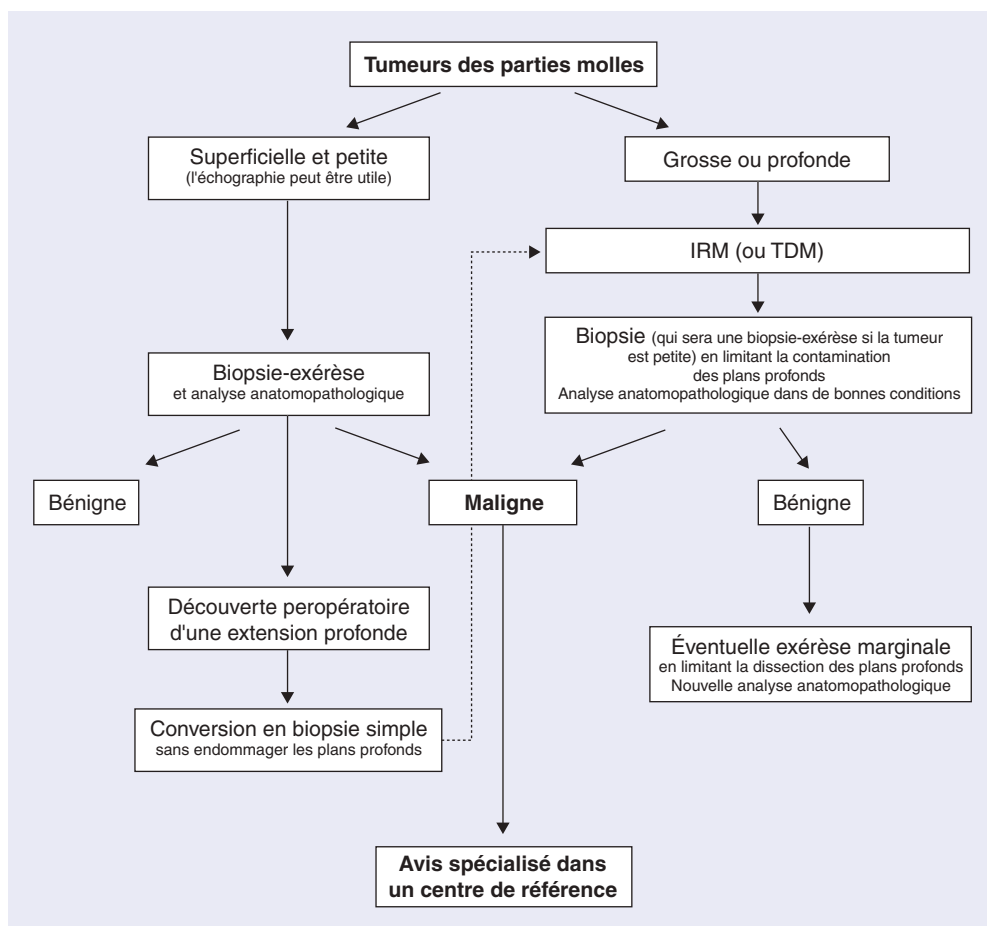 Tumeurs des parties molles
Superficielle et petite
(l'échographie peut être utile)
Grosse ou profonde
IRM (ou TDM)
Biopsie (qui sera une biopsie-exérèse si la tumeur
est petite) en limitant la contamination
des plans profonds
Analyse anatomopathologique dans de bonnes conditions
Biopsie-exérèse
et analyse anatomopathologique
Bénigne
Maligne
Bénigne
Découverte peropératoire
d'une extension profonde
Éventuelle exérèse marginale
en limitant la dissection des plans profonds
Nouvelle analyse anatomopathologique
Conversion en biopsie simple
sans endommager les plans profonds
Avis spécialisé dans
un centre de référence